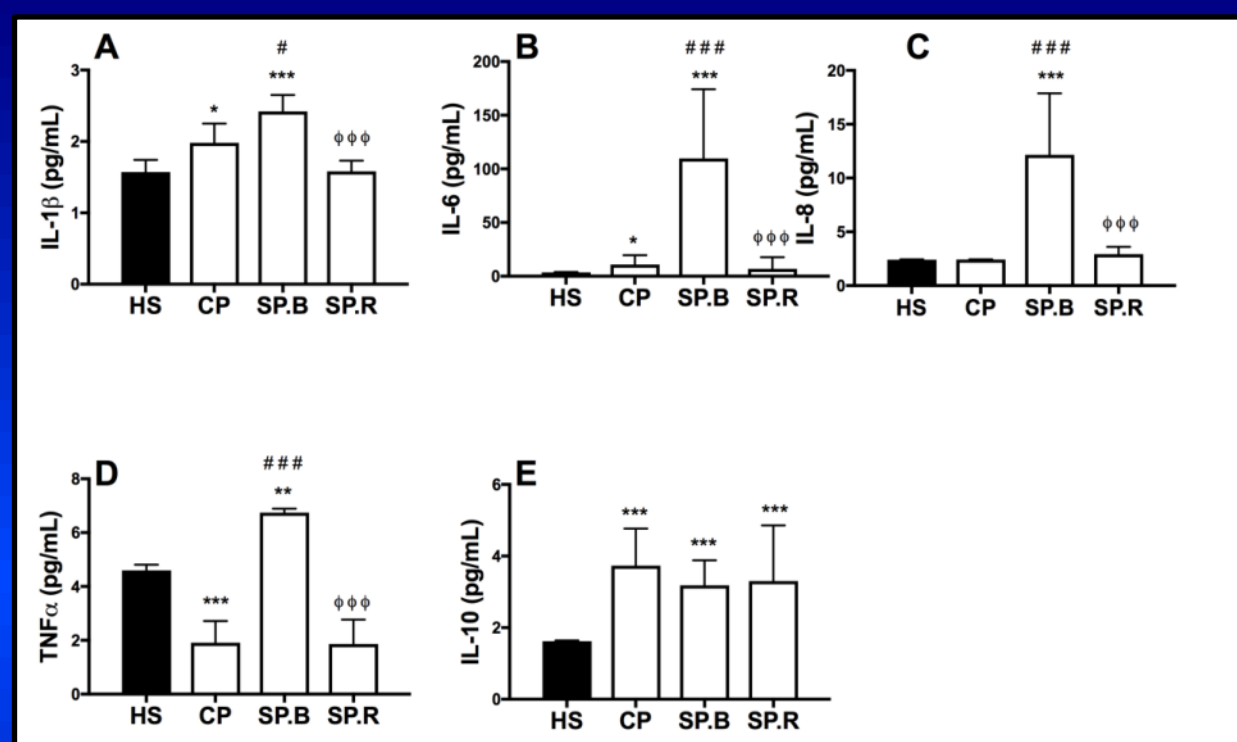 A
#
***
*
ϕϕϕ
3
2
1
0
IL-1β (pg/mL)
HS CP SP.B SP.R
B
###
***
*
ϕϕϕ
200
150
100
50
0
IL-6 (pg/mL)
HS CP SP.B SP.R
C
###
***
ϕϕϕ
20
15
10
5
0
IL-8 (pg/mL)
HS CP SP.B SP.R
D
###
**
***
ϕϕϕ
8
6
4
2
0
TNFα (pg/mL)
HS CP SP.B SP.R
E
***
***
***
6
4
2
0
IL-10 (pg/mL)
HS CP SP.B SP.R